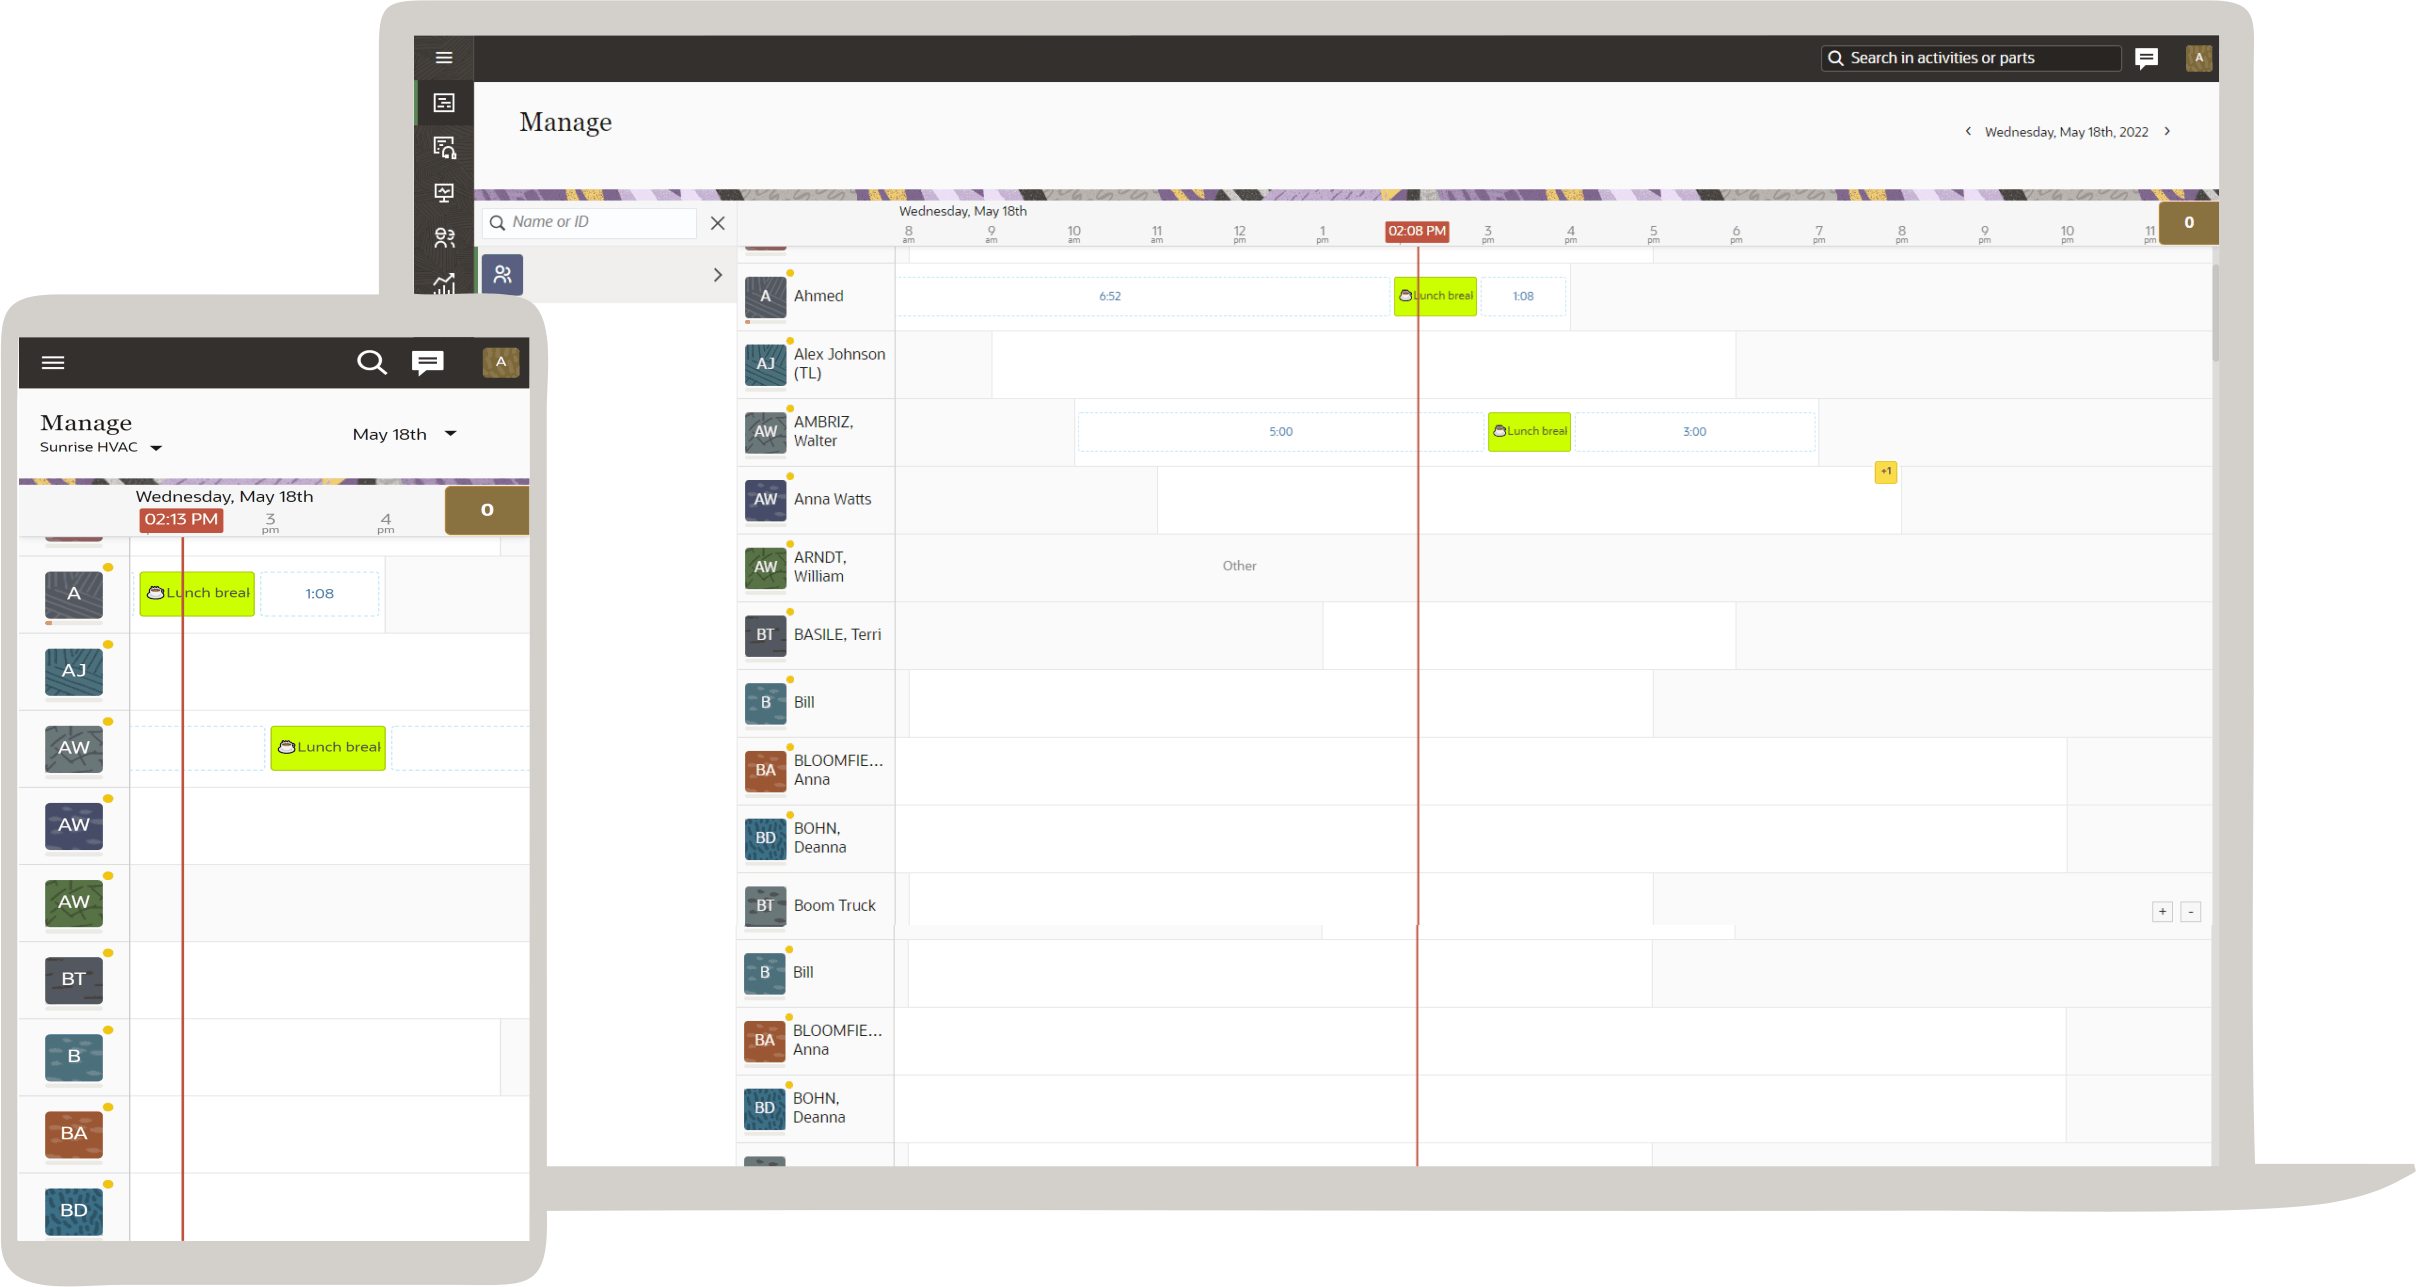 Search in activities or parts
A
Manage
Wednesday, May 18th, 2022
Name or ID
Wednesday, May 18th
8 am 9 am 10 am 11 am 12 pm 1 pm 02:08 PM 3 pm 4 pm 5 pm 6 pm 7 pm 8 pm 9 pm 10 pm 11 pm
0
A Ahmed 6:52 Lunch break 1:08
AJ Alex Johnson
(TL)
AW AMBRIZ,
Walter 5:00 Lunch break 3:00
+1
AW Anna Watts
AW ARNDT,
William Other
BT BASILE, Terri
B Bill
BA BLOOMFIE...
Anna
BD BOHN,
Deanna
BT Boom Truck
+ -
B Bill
BA BLOOMFIE...
Anna
BD BOHN,
Deanna
A
Manage
Sunrise HVAC
May 18th
Wednesday, May 18th
02:13 PM 3 pm 4 pm
0
A Lunch break 1:08
AJ
AW Lunch break
AW
AW
BT
B
BA
BD